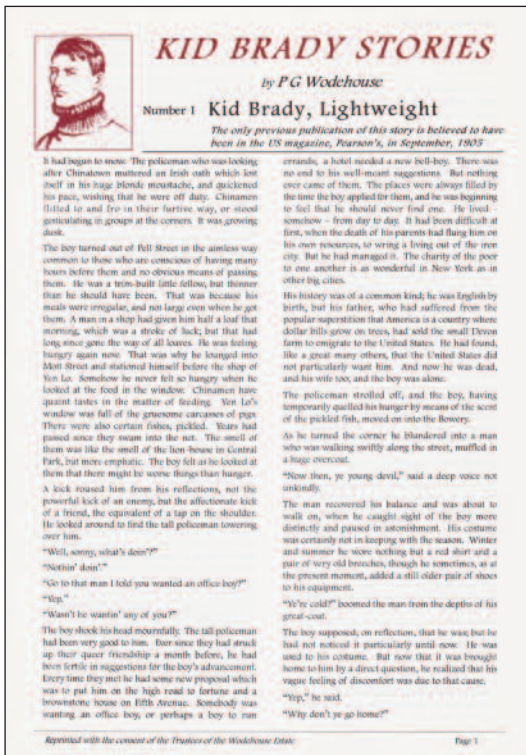 KID BRADY STORIES
by P G Wodehouse
Number 1 Kid Brady, Lightweight
The only previous publication of this story is believed to have
been in the US magazine, Pearson's, in September, 1905
It had begun to snow. The policeman who was looking
after Chinatown muttered an Irish oath which lost
itself in his huge blonde moustache, and quickened
his pace, wishing that he were off duty. Chinamen
flitted to and fro in their furtive way, or stood
gesticulating in groups at the corners. It was growing
dusk.
The boy turned out of Pell Street in the aimless way
common to those who are conscious of having many
hours before them and no obvious means of passing
them. He was a trim-built little fellow, but thinner
than he should have been. That was because his
meals were irregular, and not large even when he got
them. A man in a shop had given him half a loaf that
morning, which was a stroke of luck; but that had
long since gone the way of all loaves. He was feeling
hungry again now. That was why he lounged into
Mott Street and stationed himself before the shop of
Yen Lo. Somehow he never felt so hungry when he
looked at the food in the window. Chinamen have
quaint tastes in the matter of feeding. Yen Lo's
window was full of the gruesome carcasses of pigs.
There were also certain fishes, pickled. Years had
passed since they swam into the net. The smell of
them was like the smell of the lion-house in Central
Park, but more emphatic. The boy felt as he looked at
them that there might be worse things than hunger.
A kick roused him from his reflections, not the
powerful kick of an enemy, but the affectionate kick
of a friend, the equivalent of a tap on the shoulder.
He looked around to find the tall policeman towering
over him.
"Well, sonny, what's doin'?"
"Nothin' doin'."
"Go to that man I told you wanted an office boy?"
"Yep."
"Wasn't he wantin' any of you?"
The boy shook his head mournfully. The tall policeman
had been very good to him. Ever since they had struck
up their queer friendship a month before, he had
been fertile in suggestions for the boy's advancement.
Every time they met he had some new proposal which
was to put him on the high road to fortune and a
brownstone house on Fifth Avenue. Somebody was
wanting an office boy, or perhaps a boy to run
errands; a hotel needed a new bell-boy. There was
no end to his well-meant suggestions. But nothing
ever came of them. The places were always filled by
the time the boy applied for them, and he was beginning
to feel that he should never find one. He lived –
somehow – from day to day. It had been difficult at
first, when the death of his parents had flung him on
his own resources, to wring a living out of the iron
city. But he had managed it. The charity of the poor
to one another is as wonderful in New York as in
other big cities.
His history was of a common kind; he was English by
birth, but his father, who had suffered from the
popular superstition that America is a country where
dollar bills grow on trees, had sold the small Devon
farm to emigrate to the United States. He had found,
like a great many others, that the United States did
not particularly want him. And now he was dead,
and his wife too, and the boy was alone.
The policeman strolled off, and the boy, having
temporarily quelled his hunger by means of the scent
of the pickled fish, moved on into the Bowery.
As he turned the corner he blundered into a man
who was walking swiftly along the street, muffled in
a huge overcoat.
"Now then, ye young devil," said a deep voice not
unkindly.
The man recovered his balance and was about to
walk on, when he caught sight of the boy more
distinctly and paused in astonishment. His costume
was certainly not in keeping with the season. Winter
and summer he wore nothing but a red shirt and a
pair of very old breeches, though he sometimes, as at
the present moment, added a still older pair of shoes
to his equipment.
"Ye're cold?" boomed the man from the depths of his
great-coat.
The boy supposed, on reflection, that he was; but he
had not noticed it particularly until now. He was
used to his costume. But now that it was brought
home to him by a direct question, he realized that his
vague feeling of discomfort was due to that cause.
"Yep," he said.
"Why don't ye go home?"
Reprinted with the consent of the Trustees of the Wodehouse Estate
Page 1